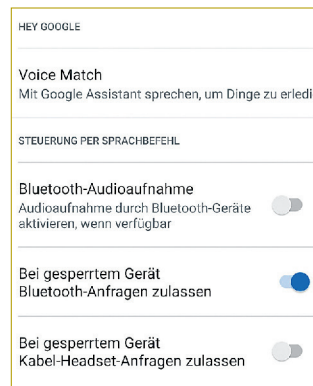 HEY GOOGLE
Voice Match
Mit Google Assistant sprechen, um Dinge zu erledi
STEUERUNG PER SPRACHBEFEHL
Bluetooth-Audioaufnahme
Audioaufnahme durch Bluetooth-Geräte
aktivieren, wenn verfügbar
Bei gesperrtem Gerät
Bluetooth-Anfragen zulassen
Bei gesperrtem Gerät
Kabel-Headset-Anfragen zulassen